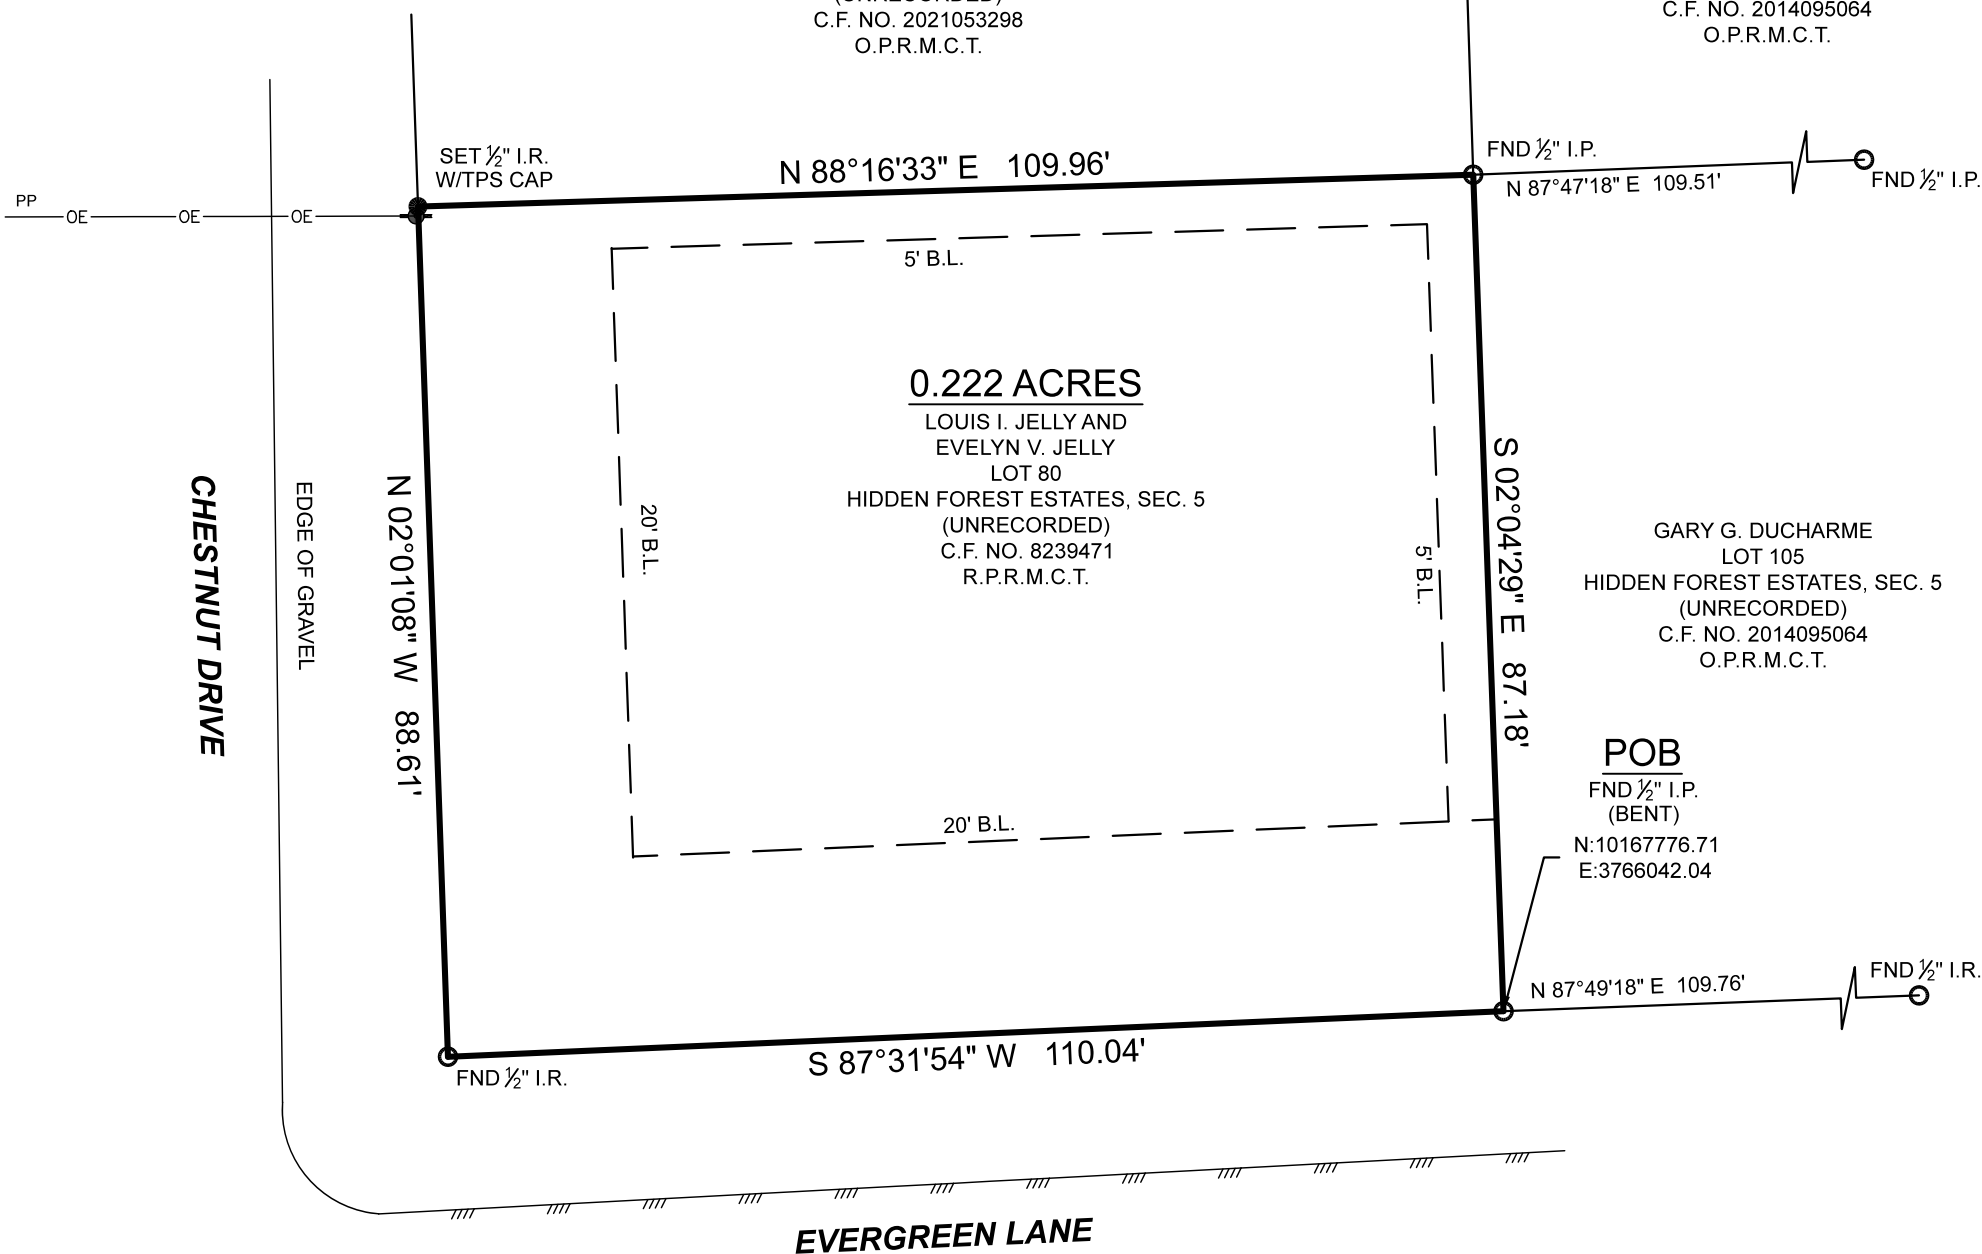 (UNRECORDED)
C.F. NO. 2021053298
O.P.R.M.C.T.
C.F. NO. 2014095064
O.P.R.M.C.T.
SET ½" I.R.
W/TPS CAP
N 88°16'33" E 109.96'
FND ½" I.P.
N 87°47'18" E 109.51'
FND ½" I.P.
PP
OE
OE
OE
5' B.L.
0.222 ACRES
LOUIS I. JELLY AND
EVELYN V. JELLY
LOT 80
HIDDEN FOREST ESTATES, SEC. 5
(UNRECORDED)
C.F. NO. 8239471
R.P.R.M.C.T.
CHESTNUT DRIVE
EDGE OF GRAVEL
N 02°01'08" W 88.61'
20' B.L.
5' B.L.
S 02°04'29" E 87.18'
GARY G. DUCHARME
LOT 105
HIDDEN FOREST ESTATES, SEC. 5
(UNRECORDED)
C.F. NO. 2014095064
O.P.R.M.C.T.
POB
FND ½" I.P.
(BENT)
N:10167776.71
E:3766042.04
20' B.L.
N 87°49'18" E 109.76'
FND ½" I.R.
S 87°31'54" W 110.04'
FND ½" I.R.
EVERGREEN LANE